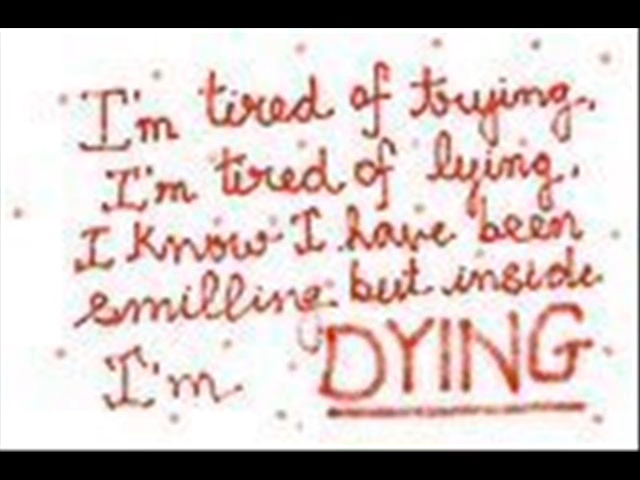 I'm tired of trying.
I'm tired of lying.
I know I have been
smilling but inside
I'm DYING